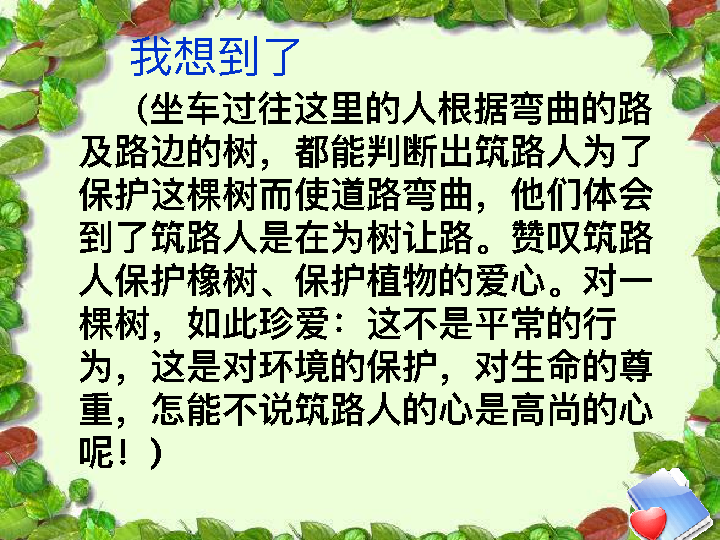 我想到了
（坐车过往这里的人根据弯曲的路
及路边的树，都能判断出筑路人为了
保护这棵树而使道路弯曲，他们体会
到了筑路人是在为树让路。赞叹筑路
人保护橡树、保护植物的爱心。对一
棵树，如此珍爱：这不是平常的行
为，这是对环境的保护，对生命的尊
重，怎能不说筑路人的心是高尚的心
呢！）